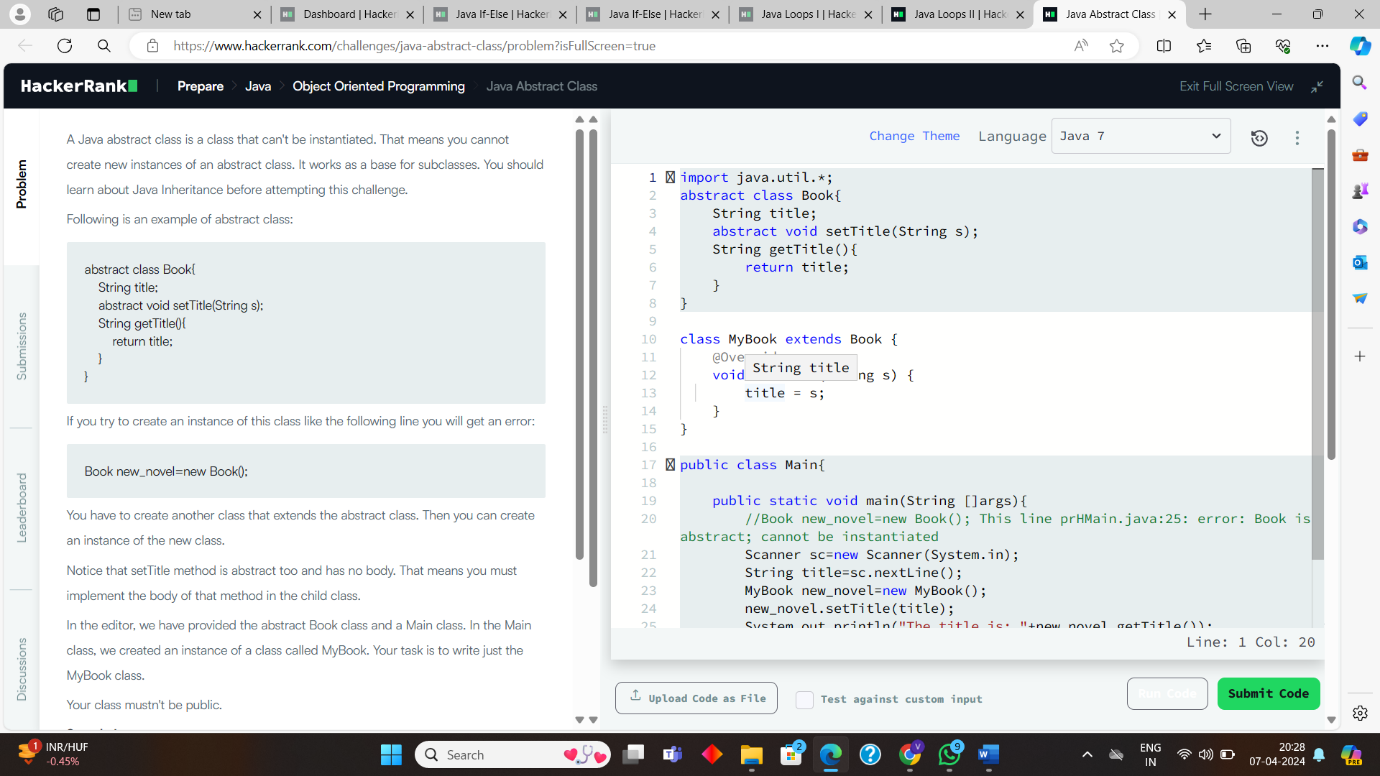 New tab
Dashboard | Hacker
Java If-Else | Hacker
Java If-Else | Hacker
Java Loops I | Hacke
Java Loops II | Hack
Java Abstract Class
https://www.hackerrank.com/challenges/java-abstract-class/problem?isFullScreen=true
HackerRank
Prepare
Java
Object Oriented Programming
Java Abstract Class
Exit Full Screen View
Problem
Submissions
Leaderboard
Discussions
A Java abstract class is a class that can't be instantiated. That means you cannot
create new instances of an abstract class. It works as a base for subclasses. You should
learn about Java Inheritance before attempting this challenge.
Following is an example of abstract class:
abstract class Book{
String title;
abstract void setTitle(String s);
String getTitle(){
return title;
}
}
If you try to create an instance of this class like the following line you will get an error:
Book new_novel=new Book();
You have to create another class that extends the abstract class. Then you can create
an instance of the new class.
Notice that setTitle method is abstract too and has no body. That means you must
implement the body of that method in the child class.
In the editor, we have provided the abstract Book class and a Main class. In the Main
class, we created an instance of a class called MyBook. Your task is to write just the
MyBook class.
Your class mustn't be public.
Change Theme
Language
Java 7
1 import java.util.*;
2 abstract class Book{
3 String title;
4 abstract void setTitle(String s);
5 String getTitle(){
6 return title;
7 }
8 }
9
10 class MyBook extends Book {
11 @Ove
String title
12 void ng s) {
13 title = s;
14 }
15 }
16
17 public class Main{
18
19 public static void main(String []args){
20 //Book new_novel=new Book(); This line prHMain.java:25: error: Book is
abstract; cannot be instantiated
21 Scanner sc=new Scanner(System.in);
22 String title=sc.nextLine();
23 MyBook new_novel=new MyBook();
24 new_novel.setTitle(title);
25 System.out.println("The title is: "+new_novel.getTitle());
Line: 1 Col: 20
Upload Code as File
Test against custom input
Run Code
Submit Code
1
INR/HUF
-0.45%
Search
2
9
ENG
IN
20:28
07-04-2024
PRE